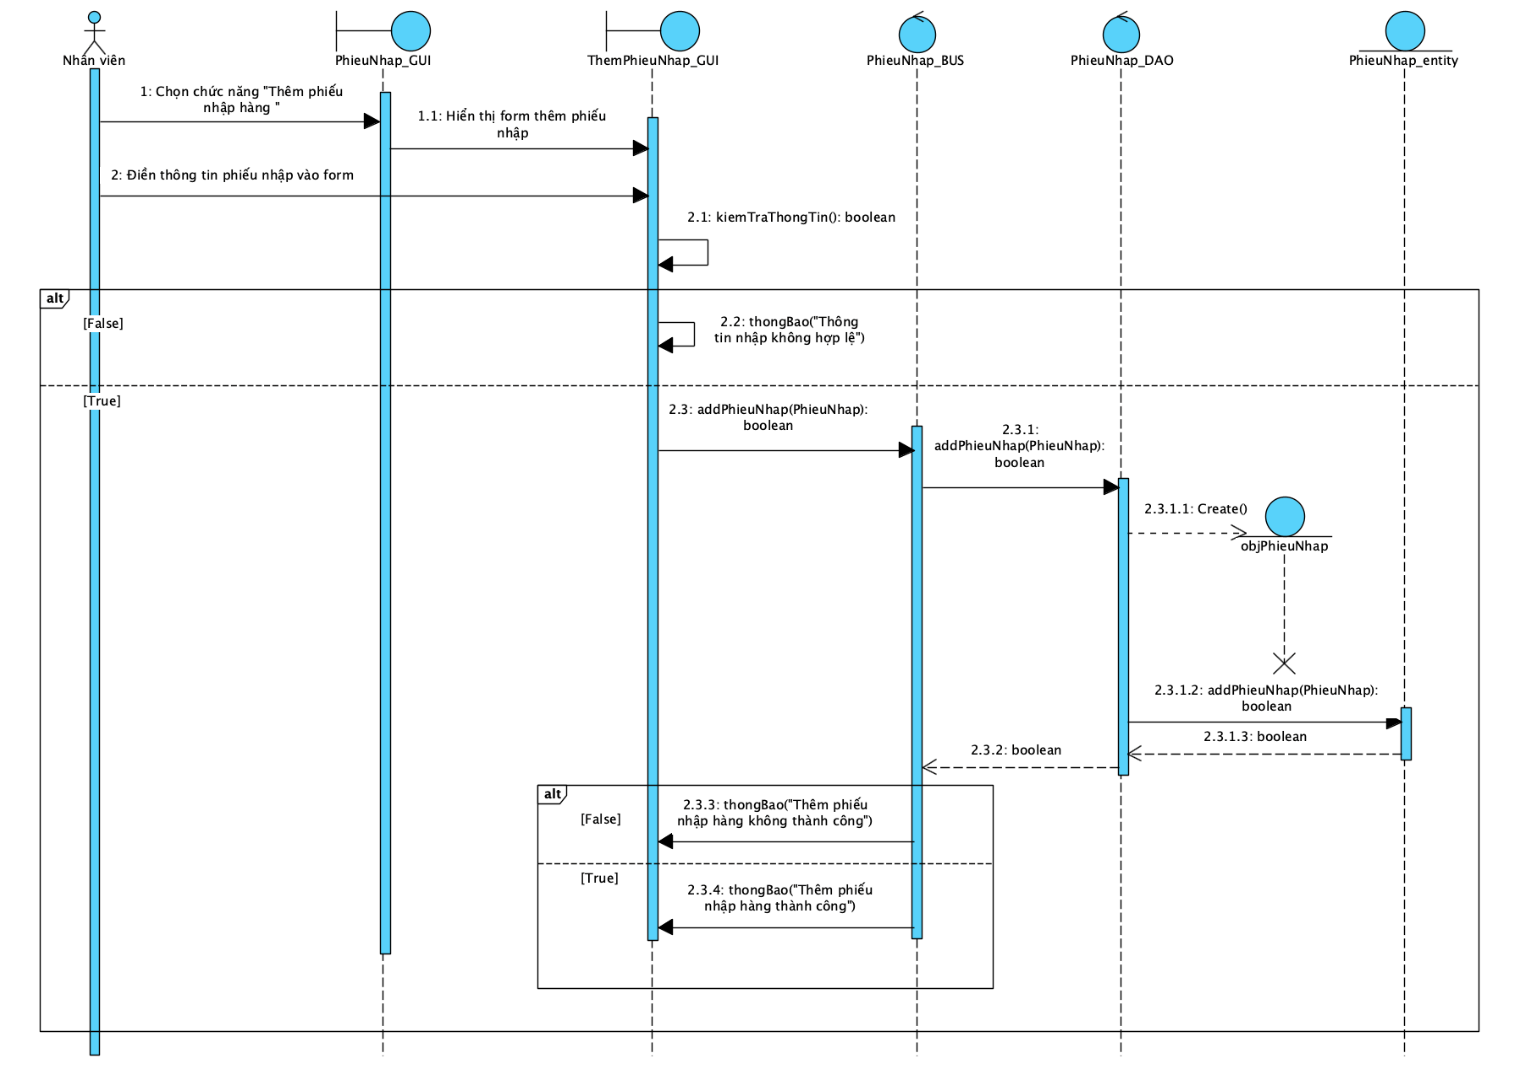 Nhân viên
PhieuNhap_GUI
ThemPhieuNhap_GUI
PhieuNhap_BUS
PhieuNhap_DAO
PhieuNhap_entity
1: Chọn chức năng "Thêm phiếu
nhập hàng "
1.1: Hiển thị form thêm phiếu
nhập
2: Điền thông tin phiếu nhập vào form
2.1: kiemTraThongTin(): boolean
alt
[False]
2.2: thongBao("Thông
tin nhập không hợp lệ")
[True]
2.3: addPhieuNhap(PhieuNhap):
boolean
2.3.1:
addPhieuNhap(PhieuNhap):
boolean
2.3.1.1: Create()
objPhieuNhap
2.3.1.2: addPhieuNhap(PhieuNhap):
boolean
2.3.1.3: boolean
2.3.2: boolean
alt
[False]
2.3.3: thongBao("Thêm phiếu
nhập hàng không thành công")
[True]
2.3.4: thongBao("Thêm phiếu
nhập hàng thành công")